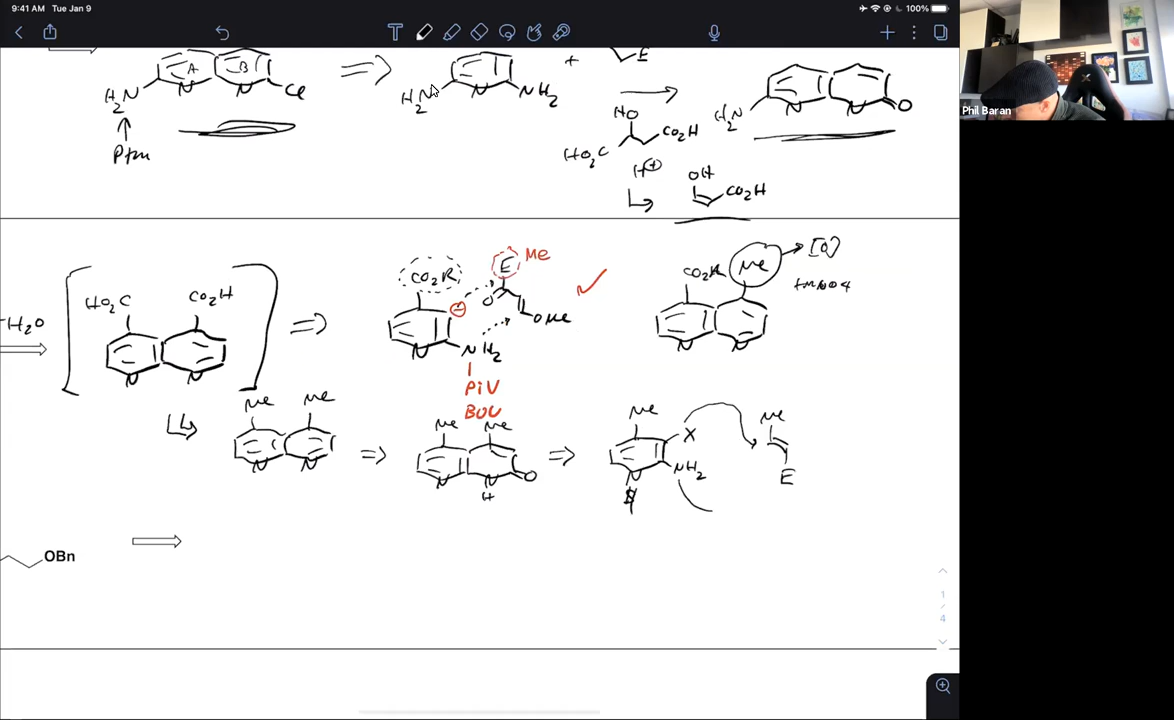 9:41 AM Tue Jan 9
100%
T
Phil Baran
A
B
N
N
H2N
Cl
Pfm
⇒
H2N
N
NH2
+
E
HO
CO2H
HO2C
H⊕
OH
CO2H
H2N
N
N
O
-H2O
HO2C
CO2H
N
N
⇒
CO2R
E
Me
O
OMe
⊖
N
NH2
PiV
BOC
✓
CO2R
Me
[O]
N
N
Me
Me
N
N
⇒
Me
Me
N
N
H
O
⇒
Me
X
N
NH2
Me
E
OBn
1
/
4